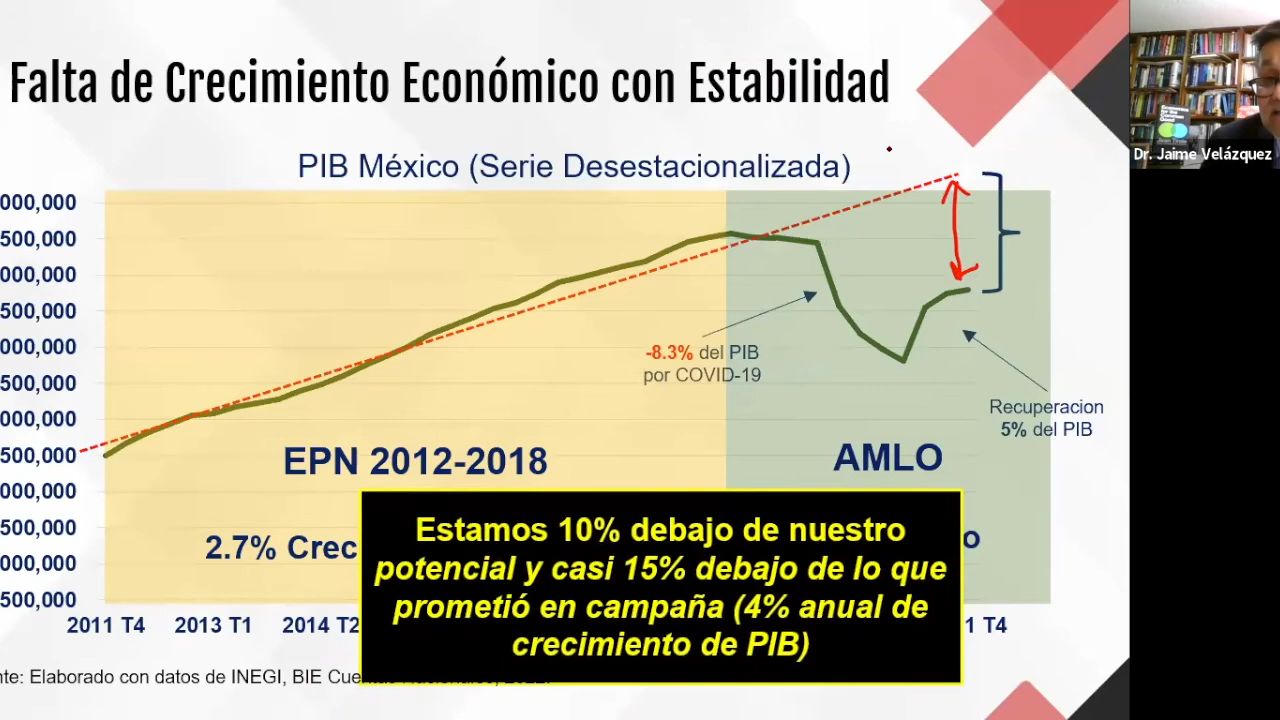 Falta de Crecimiento Económico con Estabilidad
Dr. Jaime Velázquez
PIB México (Serie Desestacionalizada)
000,000
500,000
000,000
500,000
000,000
500,000
000,000
500,000
000,000
500,000
000,000
500,000
-8.3% del PIB
por COVID-19
Recuperacion
5% del PIB
EPN 2012-2018
AMLO
2.7% Crec
o
Estamos 10% debajo de nuestro
potencial y casi 15% debajo de lo que
prometió en campaña (4% anual de
crecimiento de PIB)
2011 T4
2013 T1
2014 T2
1 T4
nte: Elaborado con datos de INEGI, BIE